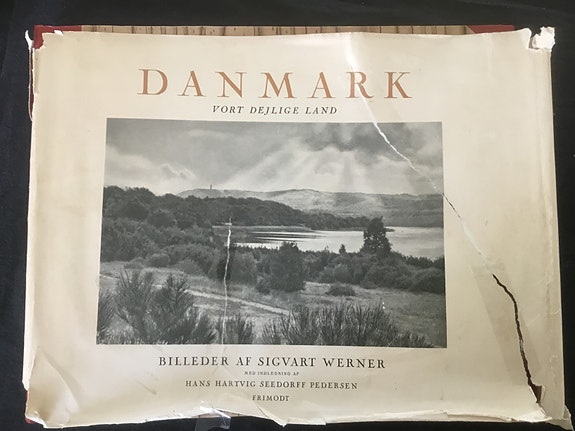 DANMARK
VORT DEJLIGE LAND
BILLEDER AF SIGVART WERNER
MED INDLEDNING AF
HANS HARTVIG SEEDORFF PEDERSEN
FRIMODT